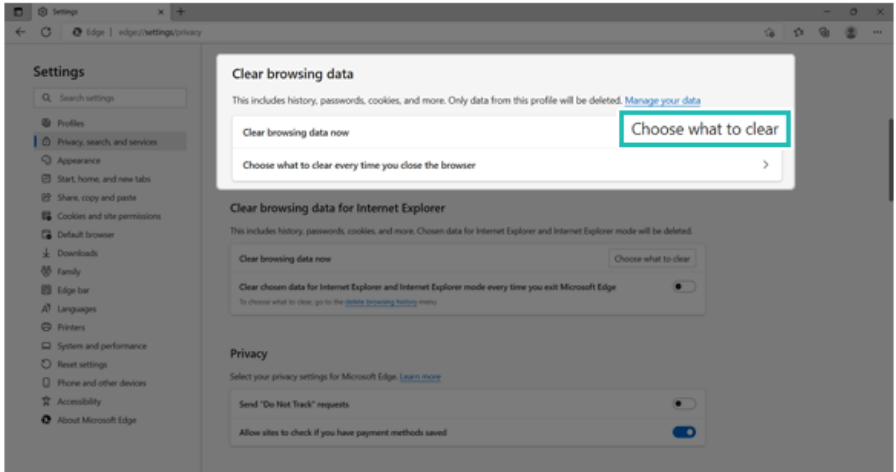 Settings
Edge | edge://settings/privacy
Settings
Search settings
Profiles
Privacy, search, and services
Appearance
Start, home, and new tabs
Share, copy and paste
Cookies and site permissions
Default browser
Downloads
Family
Edge bar
Languages
Printers
System and performance
Reset settings
Phone and other devices
Accessibility
About Microsoft Edge
Clear browsing data
This includes history, passwords, cookies, and more. Only data from this profile will be deleted. Manage your data
Clear browsing data now
Choose what to clear
Choose what to clear every time you close the browser
Clear browsing data for Internet Explorer
This includes history, passwords, cookies, and more. Chosen data for Internet Explorer and Internet Explorer mode will be deleted.
Clear browsing data now
Choose what to clear
Clear chosen data for Internet Explorer and Internet Explorer mode every time you exit Microsoft Edge
To choose what to clear, go to the delete browsing history menu
Privacy
Select your privacy settings for Microsoft Edge. Learn more
Send "Do Not Track" requests
Allow sites to check if you have payment methods saved